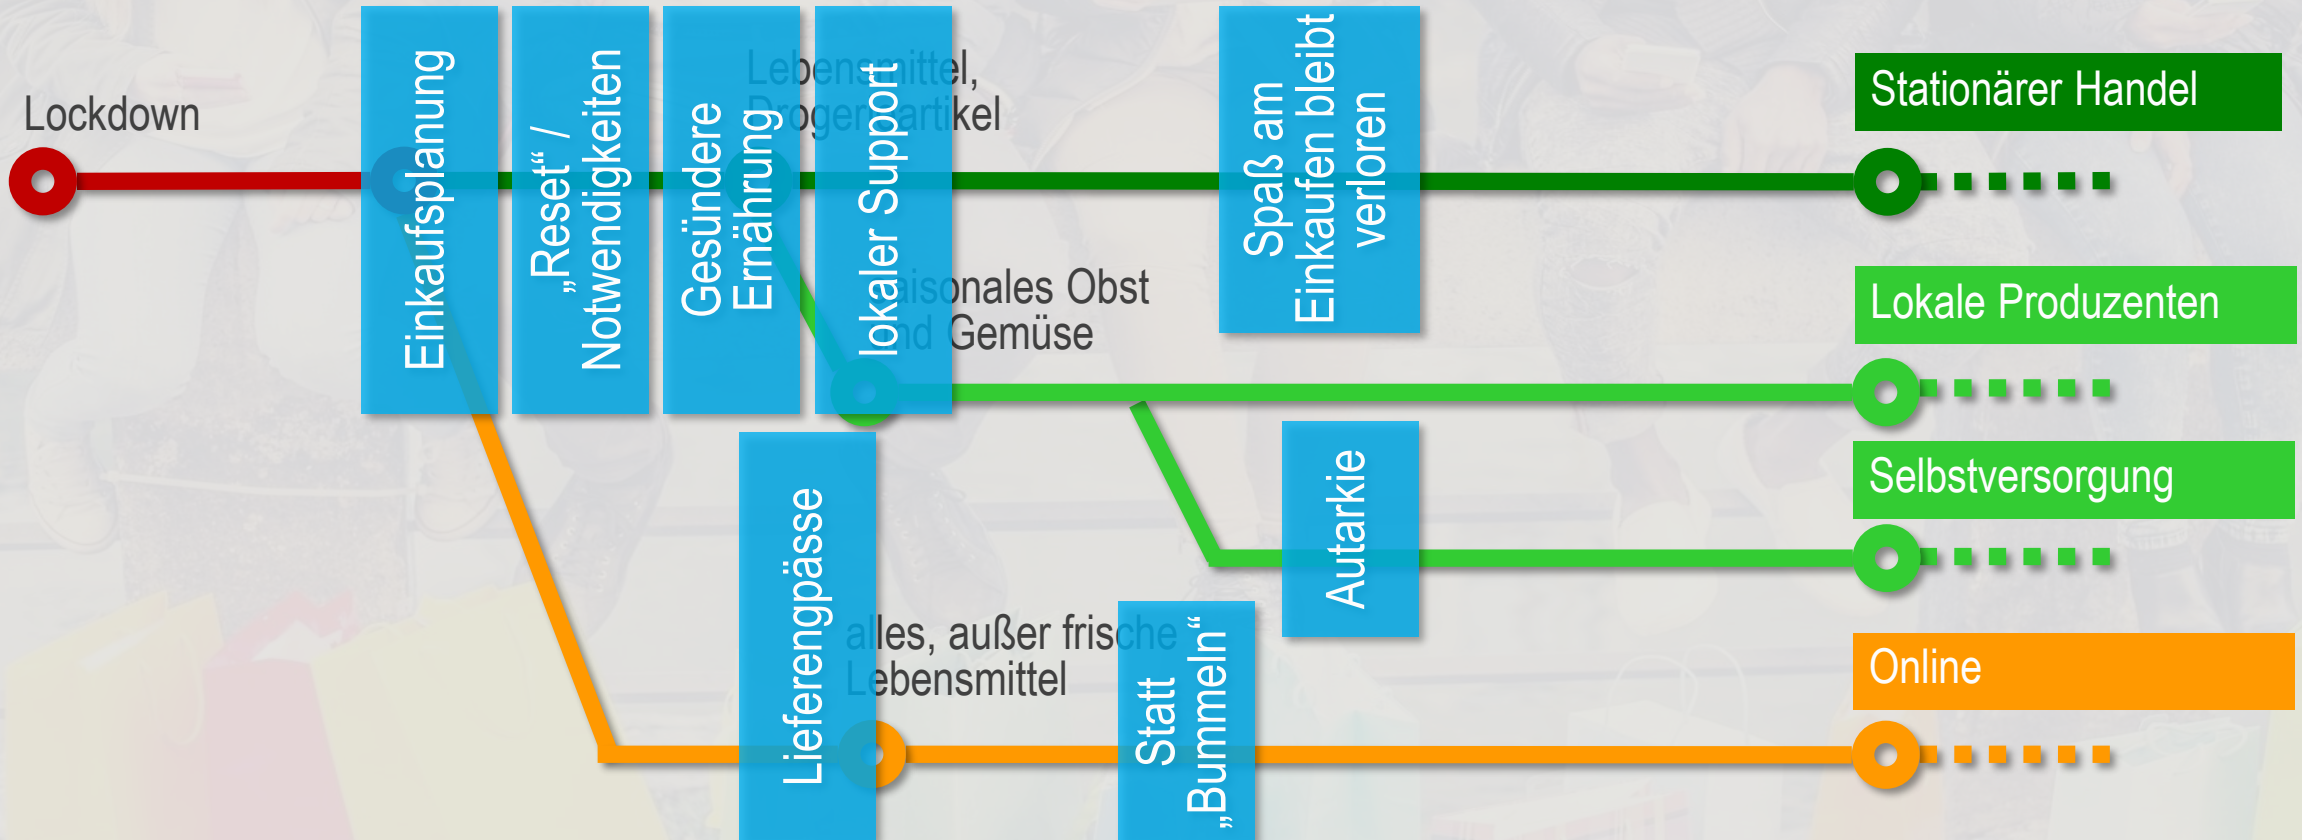 Lockdown
Einkaufsplanung
„Reset“ /
Notwendigkeiten
Gesündere
Ernährung
lokaler Support
Lebensmittel,
Drogerieartikel
Spaß am
Einkaufen bleibt
verloren
Stationärer Handel
saisonales Obst
und Gemüse
Lokale Produzenten
Selbstversorgung
Autarkie
Lieferengpässe
alles, außer frische
Lebensmittel
Statt
„Bummeln“
Online